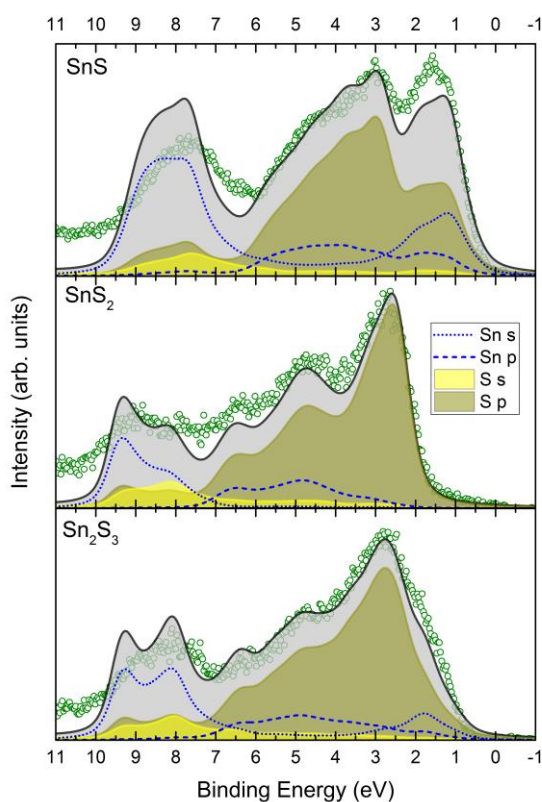 11 10 9 8 7 6 5 4 3 2 1 0 -1
SnS
SnS₂
Sn s
Sn p
S s
S p
Sn₂S₃
Intensity (arb. units)
11 10 9 8 7 6 5 4 3 2 1 0 -1
Binding Energy (eV)